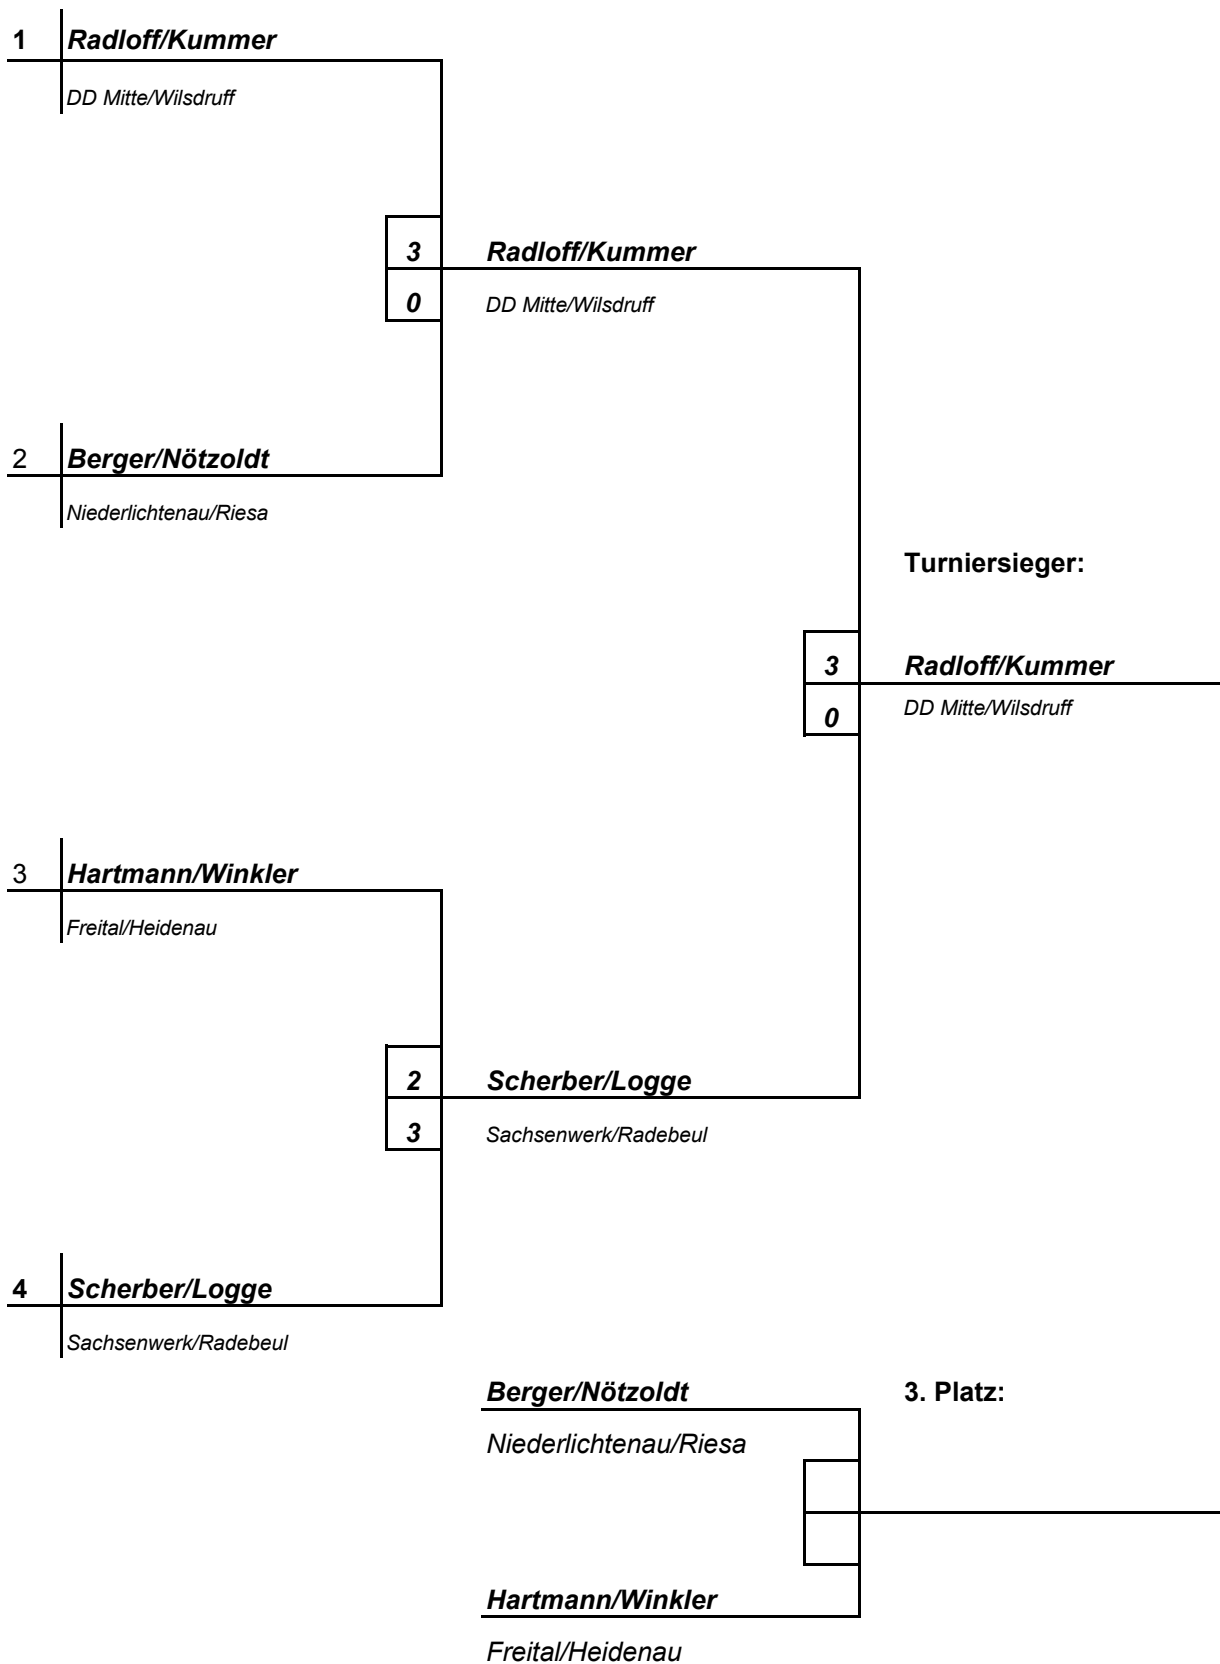 1 Radloff/Kummer
DD Mitte/Wilsdruff
3 Radloff/Kummer
0 DD Mitte/Wilsdruff
2 Berger/Nötzoldt
Niederlichtenau/Riesa
Turniersieger:
3 Radloff/Kummer
0 DD Mitte/Wilsdruff
3 Hartmann/Winkler
Freital/Heidenau
2 Scherber/Logge
3 Sachsenwerk/Radebeul
4 Scherber/Logge
Sachsenwerk/Radebeul
Berger/Nötzoldt 3. Platz:
Niederlichtenau/Riesa
Hartmann/Winkler
Freital/Heidenau